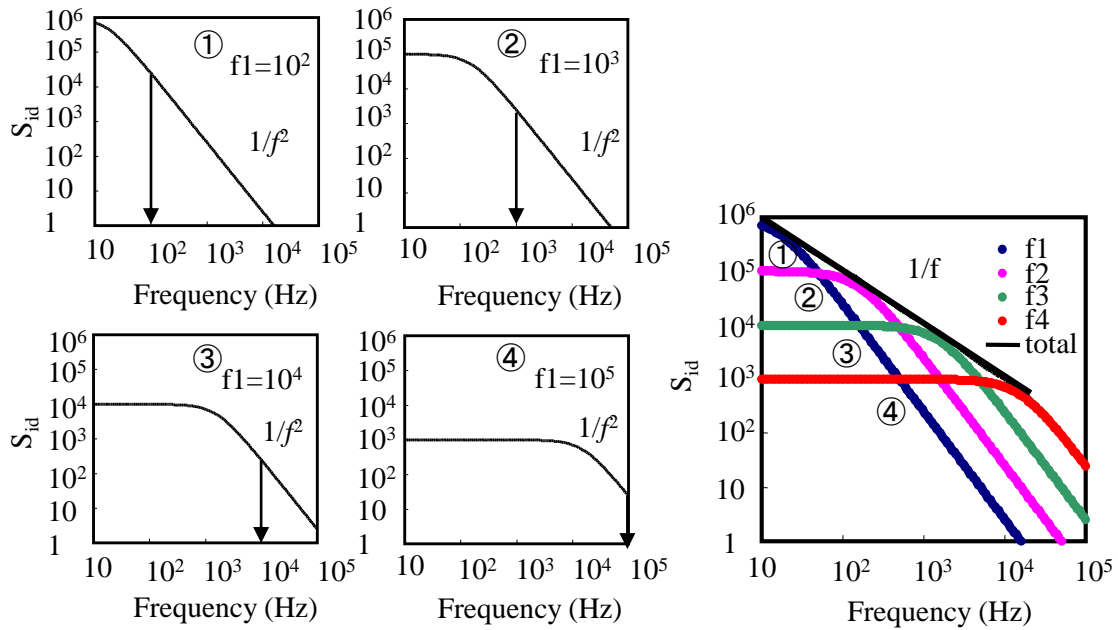 ①
f1=10²
1/f²
S_id
10⁶
10⁵
10⁴
10³
10²
10
1
10 10² 10³ 10⁴ 10⁵
Frequency (Hz)
②
f1=10³
1/f²
10⁶
10⁵
10⁴
10³
10²
10
1
10 10² 10³ 10⁴ 10⁵
Frequency (Hz)
③
f1=10⁴
1/f²
S_id
10⁶
10⁵
10⁴
10³
10²
10
1
10 10² 10³ 10⁴ 10⁵
Frequency (Hz)
④
f1=10⁵
1/f²
10⁶
10⁵
10⁴
10³
10²
10
1
10 10² 10³ 10⁴ 10⁵
Frequency (Hz)
S_id
10⁶
10⁵
10⁴
10³
10²
10
1
①
②
③
④
1/f
f1
f2
f3
f4
total
10 10² 10³ 10⁴ 10⁵
Frequency (Hz)